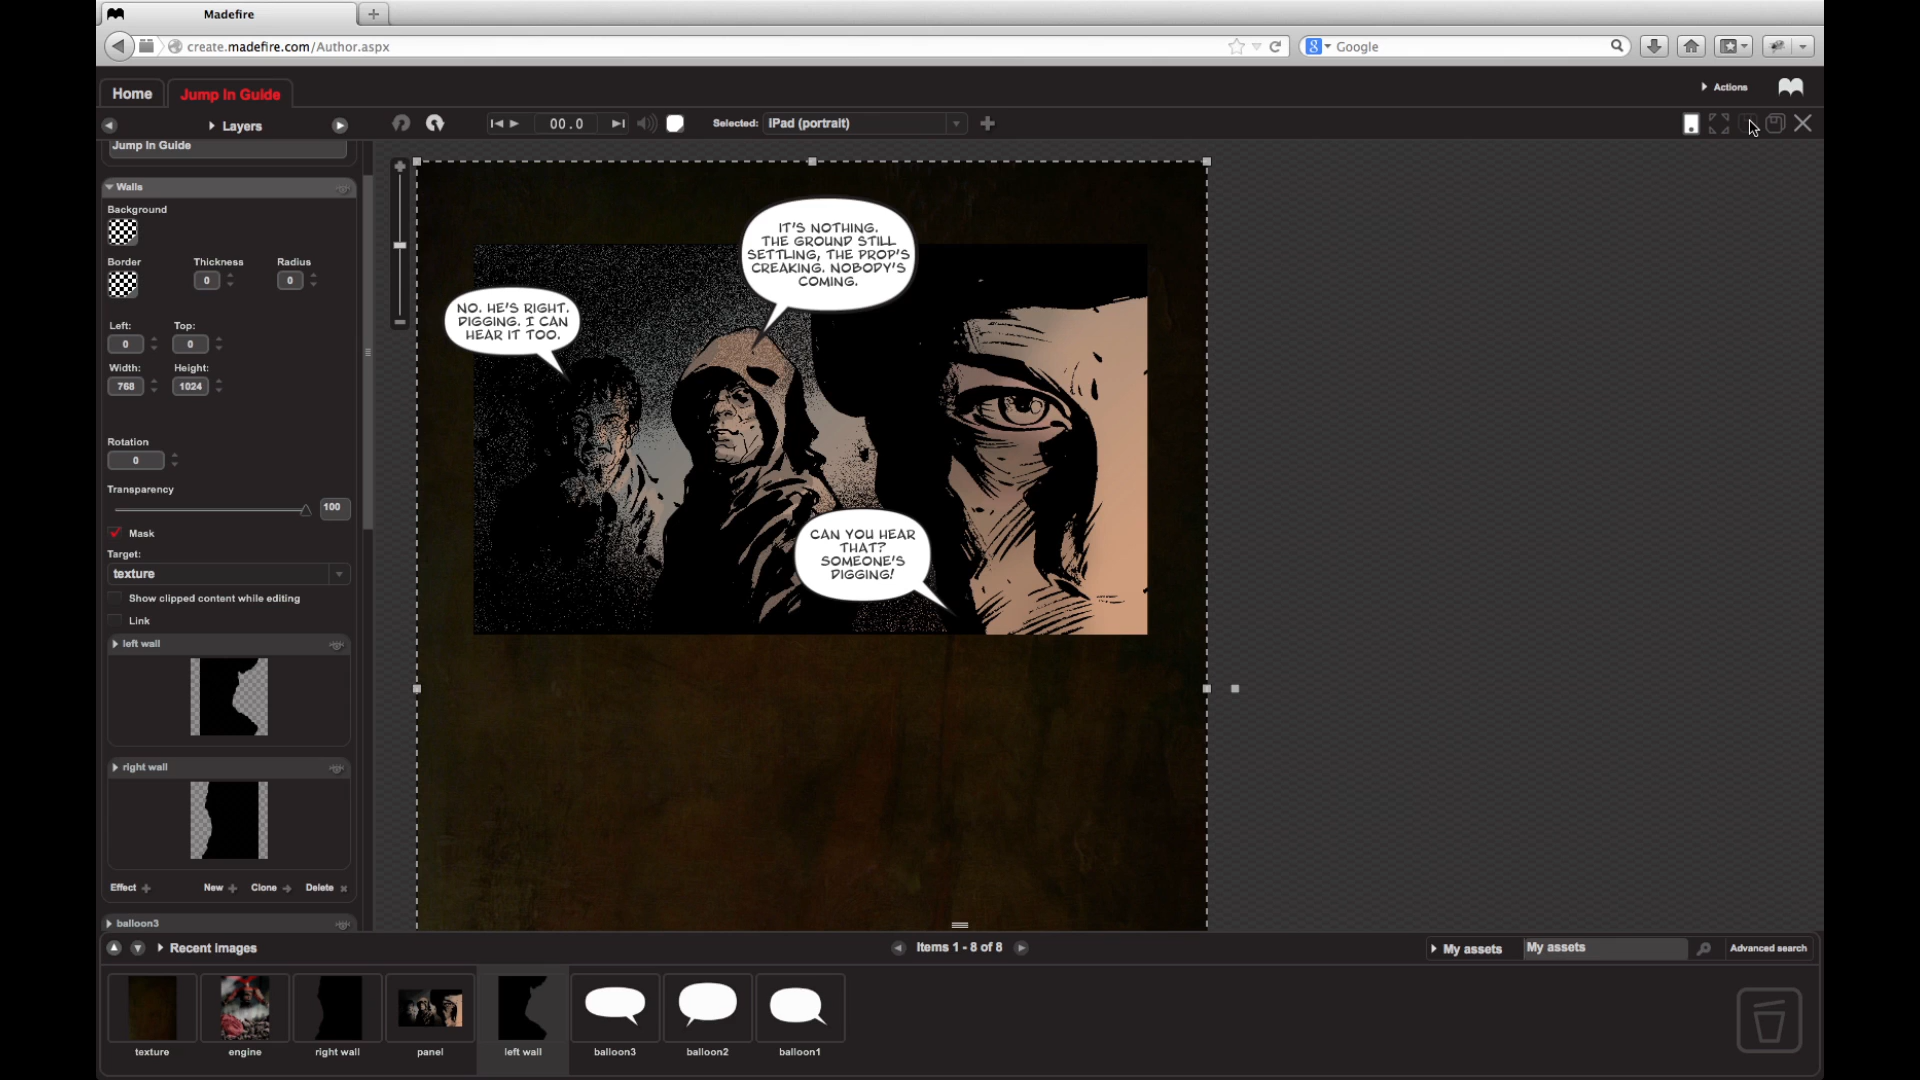 Madefire
create.madefire.com/Author.aspx
Google
Home
Jump In Guide
Actions
Layers
00.0
Selected:
iPad (portrait)
Jump In Guide
Walls
Background
Border
Thickness
Radius
0
0
Left:
Top:
0
0
Width:
Height:
768
1024
Rotation
0
Transparency
100
Mask
Target:
texture
Show clipped content while editing
Link
left wall
right wall
Effect
New
Clone
Delete
balloon3
IT'S NOTHING.
THE GROUND STILL
SETTLING, THE PROP'S
CREAKING. NOBODY'S
COMING.
NO. HE'S RIGHT.
DIGGING. I CAN
HEAR IT TOO.
CAN YOU HEAR
THAT?
SOMEONE'S
DIGGING!
Recent images
Items 1 - 8 of 8
My assets
My assets
Advanced search
texture
engine
right wall
panel
left wall
balloon3
balloon2
balloon1